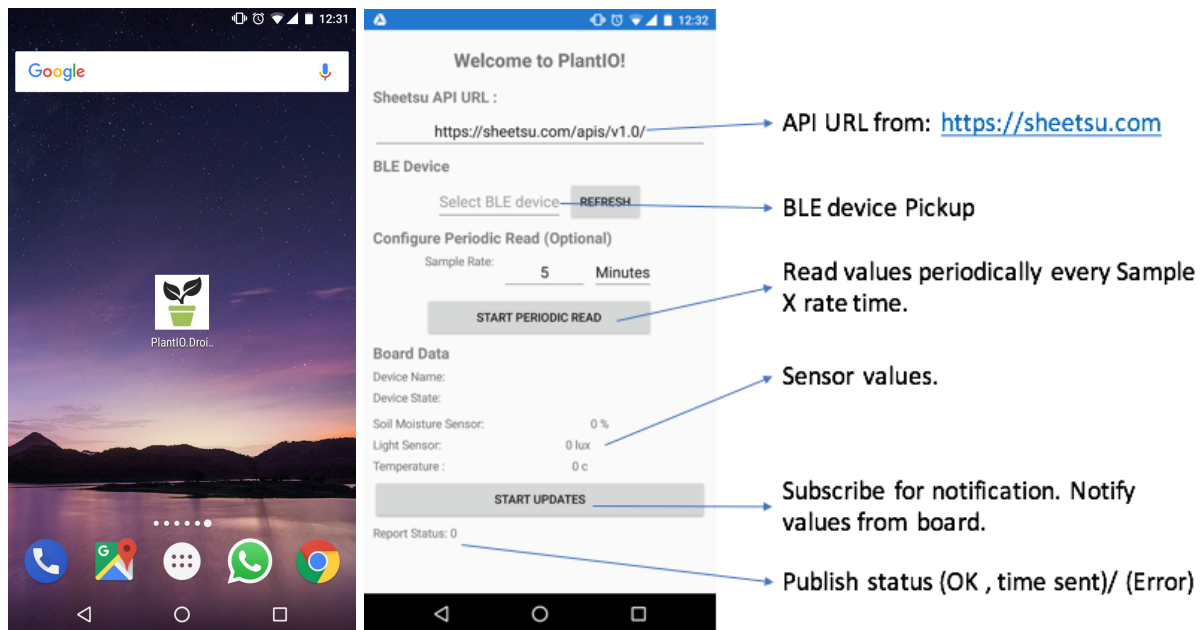 12:31
Google
PlantIO.Droi..
G
12:32
Welcome to PlantIO!
Sheetsu API URL :
https://sheetsu.com/apis/v1.0/
BLE Device
Select BLE device
REFRESH
Configure Periodic Read (Optional)
Sample Rate:
5
Minutes
START PERIODIC READ
Board Data
Device Name:
Device State:
Soil Moisture Sensor: 0 %
Light Sensor: 0 lux
Temperature : 0 c
START UPDATES
Report Status: 0
API URL from: https://sheetsu.com
BLE device Pickup
Read values periodically every Sample
X rate time.
Sensor values.
Subscribe for notification. Notify
values from board.
Publish status (OK , time sent)/ (Error)